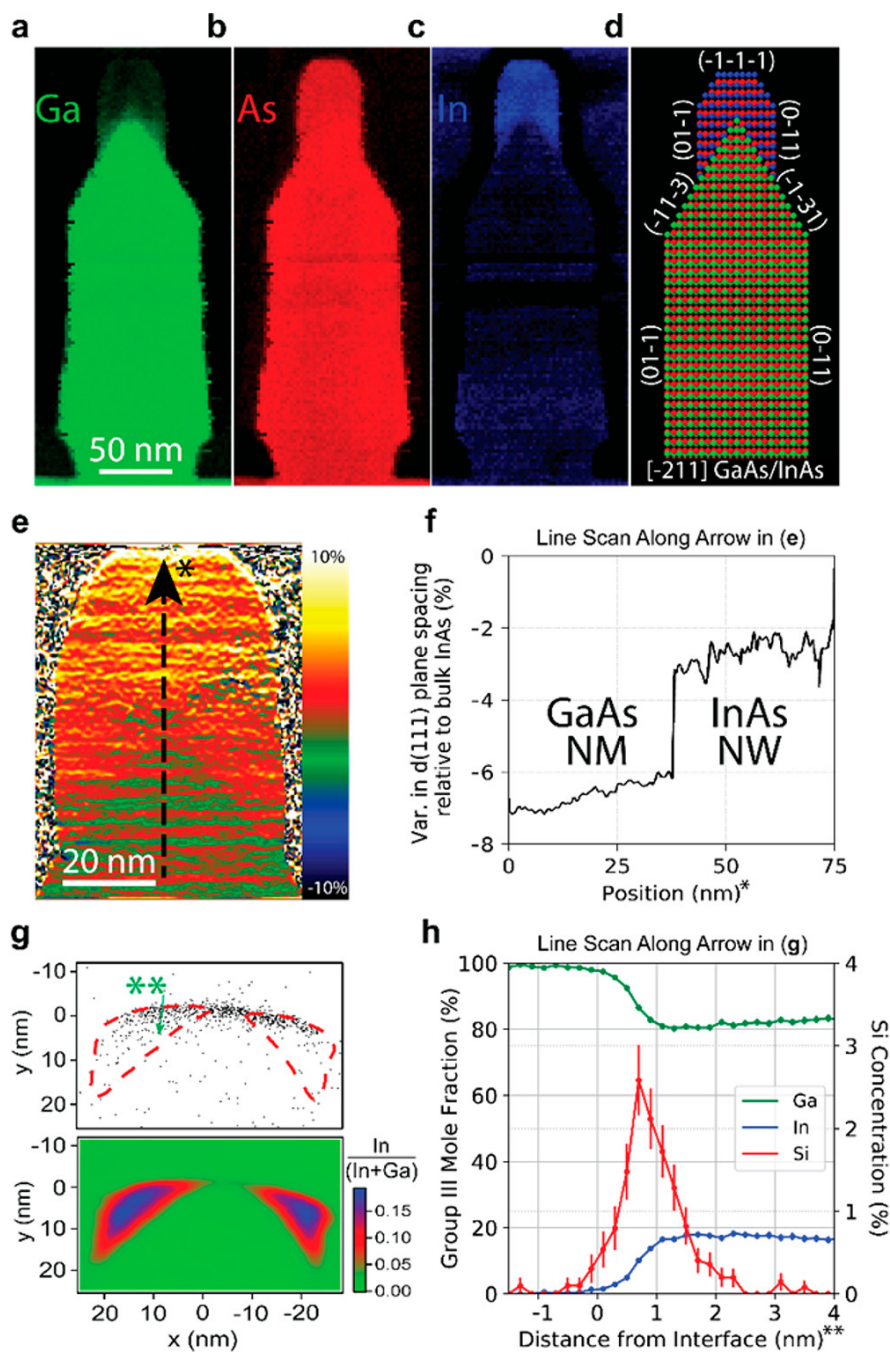 a
b
c
d
Ga
As
In
50 nm
(-1-1-1)
(01-1)
(0-11)
(-11-3)
(-1-31)
(01-1)
(0-11)
[-211] GaAs/InAs
e
*
10%
-10%
20 nm
f
Line Scan Along Arrow in (e)
Var. in d(111) plane spacing
relative to bulk InAs (%)
0
-2
-4
-6
-8
GaAs
NM
InAs
NW
0
25
50
75
Position (nm)*
g
**
-10
0
10
20
y (nm)
-10
0
10
20
y (nm)
20
10
0
-10
-20
x (nm)
In
(In+Ga)
0.15
0.10
0.05
0.00
h
Line Scan Along Arrow in (g)
Group III Mole Fraction (%)
100
80
60
40
20
0
Si Concentration (%)
4
3
2
1
0
Ga
In
Si
-1
0
1
2
3
4
Distance from Interface (nm)**